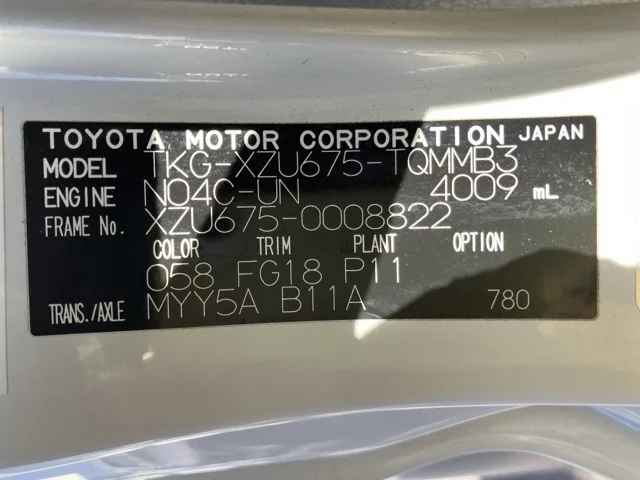 TOYOTA MOTOR CORPORATION JAPAN
MODEL TKG-XZU675-TQMMB3
ENGINE N04C-UN 4009 mL
FRAME No. XZU675-0008822
COLOR TRIM PLANT OPTION
058 FG18 P11
TRANS./AXLE MYY5A B11A 780